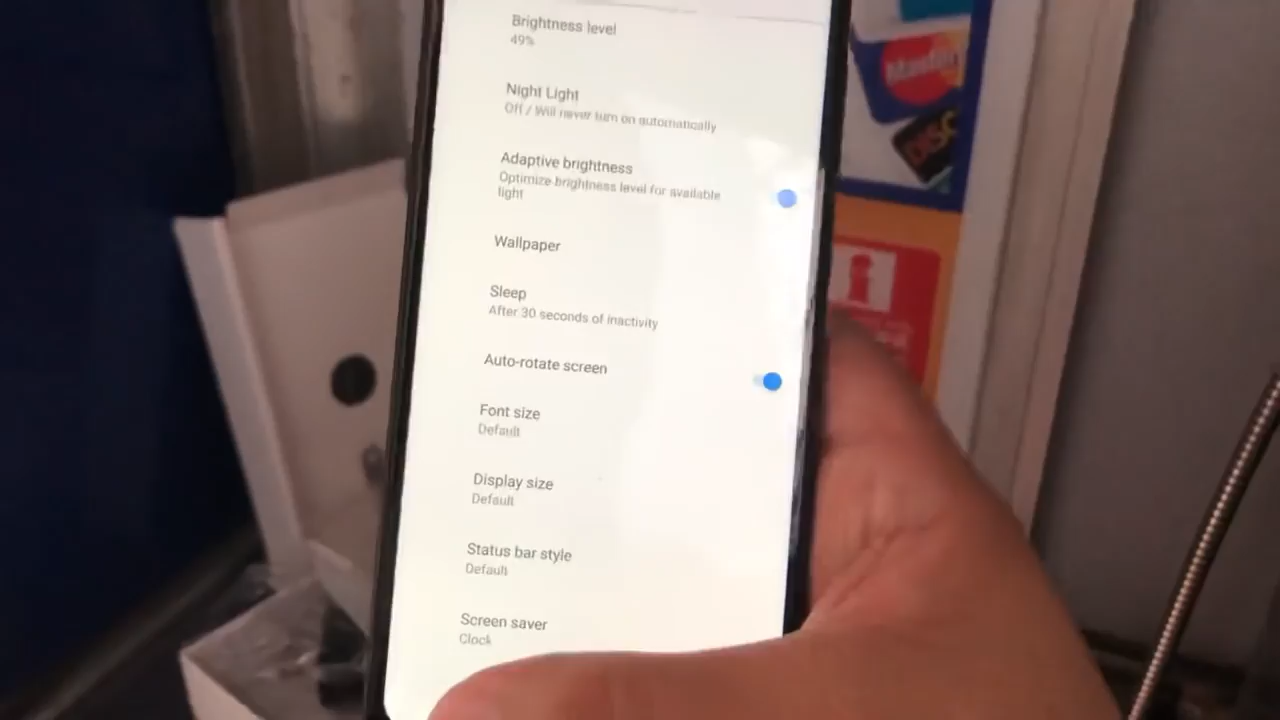 Brightness level
49%
Night Light
Off / Will never turn on automatically
Adaptive brightness
Optimize brightness level for available
light
Wallpaper
Sleep
After 30 seconds of inactivity
Auto-rotate screen
Font size
Default
Display size
Default
Status bar style
Default
Screen saver
Clock
Master
DISC
i